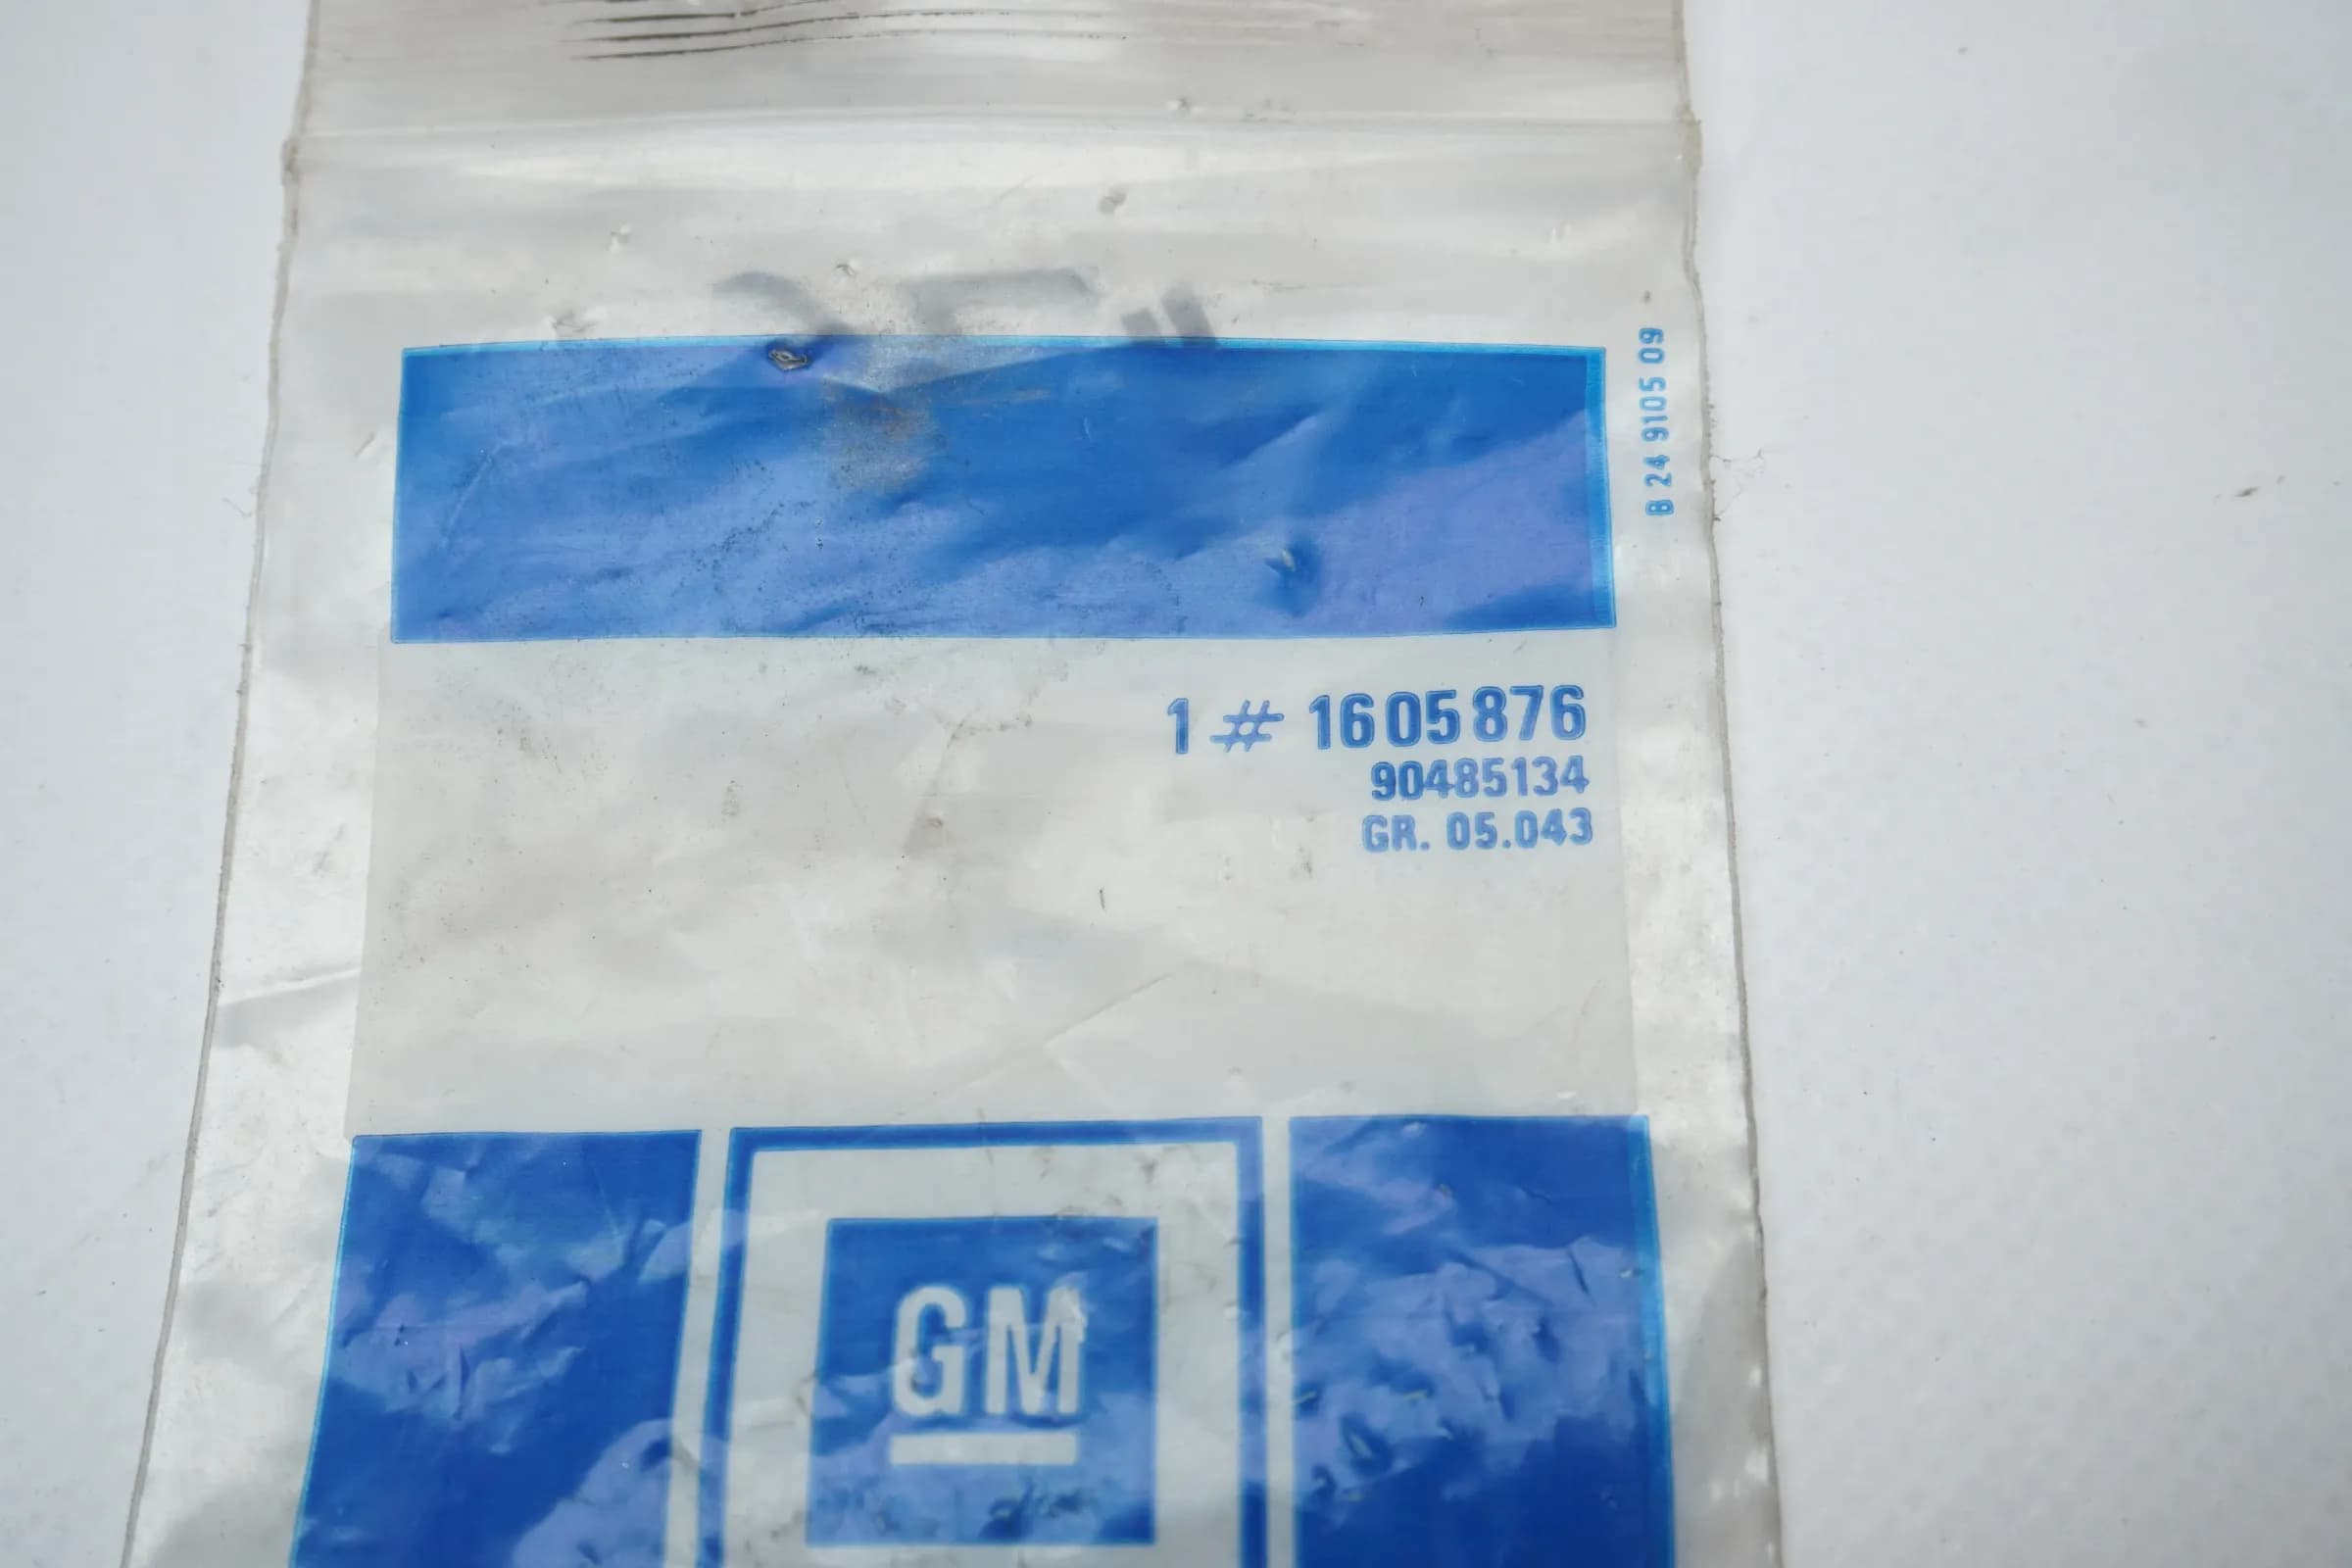 B 24 9105 09
1 # 1605876
90485134
GR. 05.043
GM